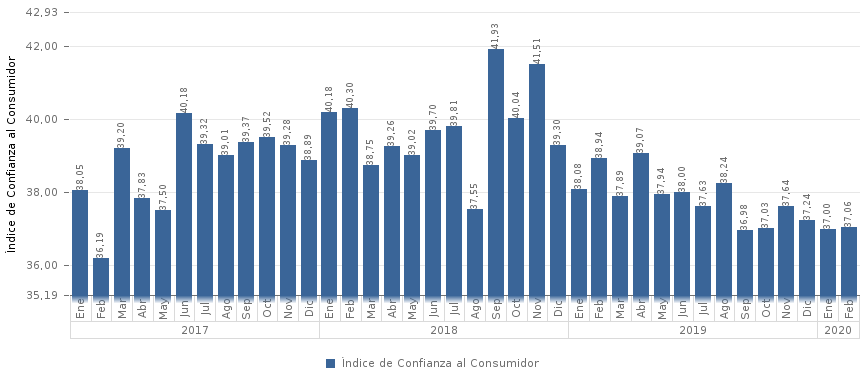 42,93
42,00
40,00
38,00
36,00
35,19
Índice de Confianza al Consumidor
38,05 36,19 39,20 37,83 37,50 40,18 39,32 39,01 39,37 39,52 39,28 38,89 40,18 40,30 38,75 39,26 39,02 39,70 39,81 37,55 41,93 40,04 41,51 39,30 38,08 38,94 37,89 39,07 37,94 38,00 37,63 38,24 36,98 37,03 37,64 37,24 37,00 37,06
Ene Feb Mar Abr May Jun Jul Ago Sep Oct Nov Dic Ene Feb Mar Abr May Jun Jul Ago Sep Oct Nov Dic Ene Feb Mar Abr May Jun Jul Ago Sep Oct Nov Dic Ene Feb
2017 2018 2019 2020
Índice de Confianza al Consumidor